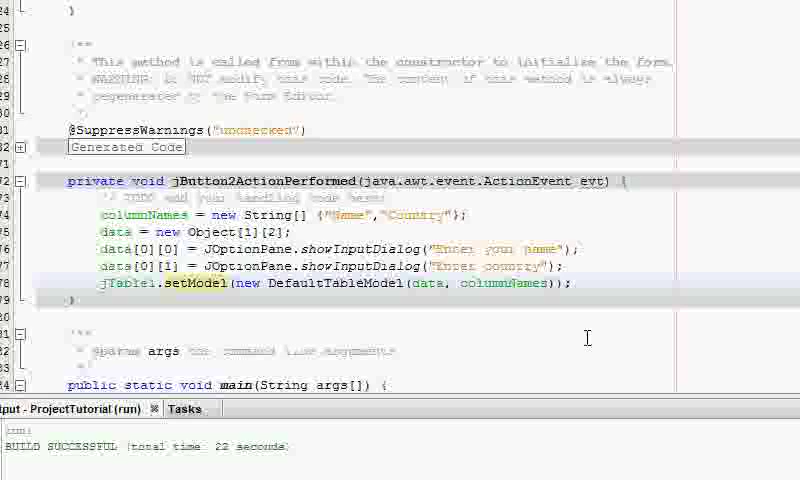 24 }
25
26 /**
27 * This method is called from within the constructor to initialize the form.
28 * WARNING: Do NOT modify this code. The content of this method is always
29 * regenerated by the Form Editor.
30 */
31 @SuppressWarnings("unchecked")
32 Generated Code
71
72 private void jButton2ActionPerformed(java.awt.event.ActionEvent evt) {
73 // TODO add your handling code here:
74 columnNames = new String[] {"Name","Country"};
75 data = new Object[1][2];
76 data[0][0] = JOptionPane.showInputDialog("Enter your name");
77 data[0][1] = JOptionPane.showInputDialog("Enter country");
78 jTable1.setModel(new DefaultTableModel(data, columnNames));
79 }
80
81 /**
82 * @param args the command line arguments
83 */
84 public static void main(String args[]) {
tput - ProjectTutorial (run) Tasks
run:
BUILD SUCCESSFUL (total time: 22 seconds)